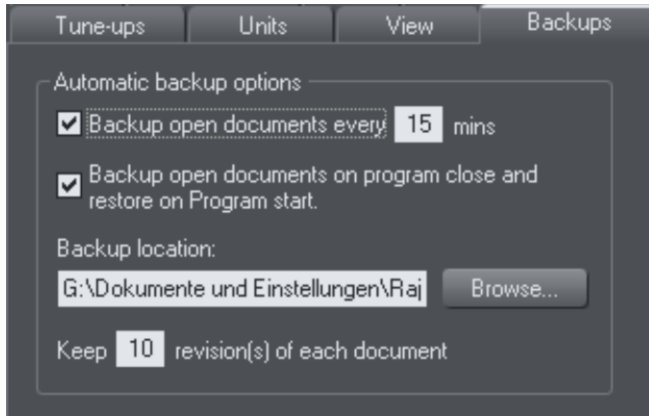 Tune-ups Units View Backups
Automatic backup options
Backup open documents every 15 mins
Backup open documents on program close and
restore on Program start.
Backup location:
G:\Dokumente und Einstellungen\Raj Browse...
Keep 10 revision(s) of each document